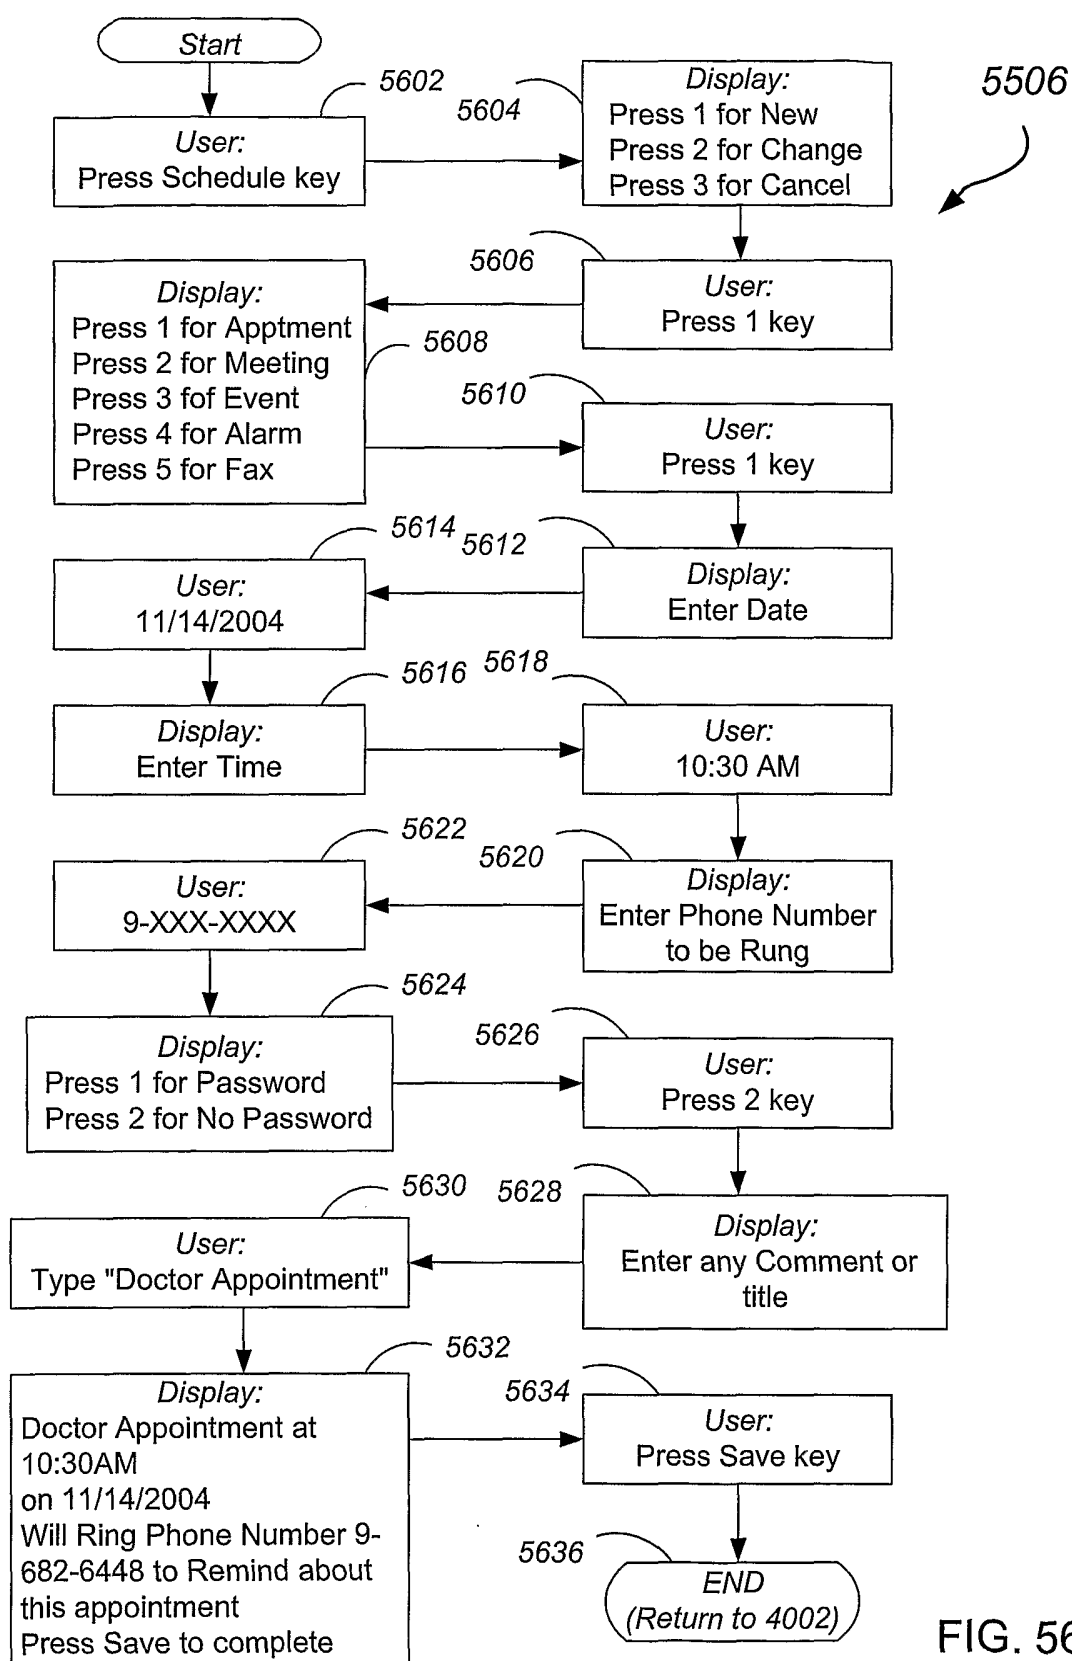 Start
5602
5604
5506
User:
Press Schedule key
Display:
Press 1 for New
Press 2 for Change
Press 3 for Cancel
5606
User:
Press 1 key
Display:
Press 1 for Apptment
Press 2 for Meeting
Press 3 fof Event
Press 4 for Alarm
Press 5 for Fax
5608
5610
User:
Press 1 key
5612
Display:
Enter Date
5614
User:
11/14/2004
5616
Display:
Enter Time
5618
User:
10:30 AM
5620
Display:
Enter Phone Number
to be Rung
5622
User:
9-XXX-XXXX
5624
Display:
Press 1 for Password
Press 2 for No Password
5626
User:
Press 2 key
5628
Display:
Enter any Comment or
title
5630
User:
Type "Doctor Appointment"
5632
Display:
Doctor Appointment at
10:30AM
on 11/14/2004
Will Ring Phone Number 9-
682-6448 to Remind about
this appointment
Press Save to complete
5634
User:
Press Save key
5636
END
(Return to 4002)
FIG. 56